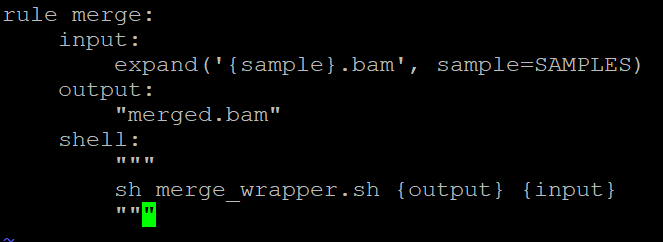 rule merge:
    input:
        expand('{sample}.bam', sample=SAMPLES)
    output:
        "merged.bam"
    shell:
        """
        sh merge_wrapper.sh {output} {input}
        """
~